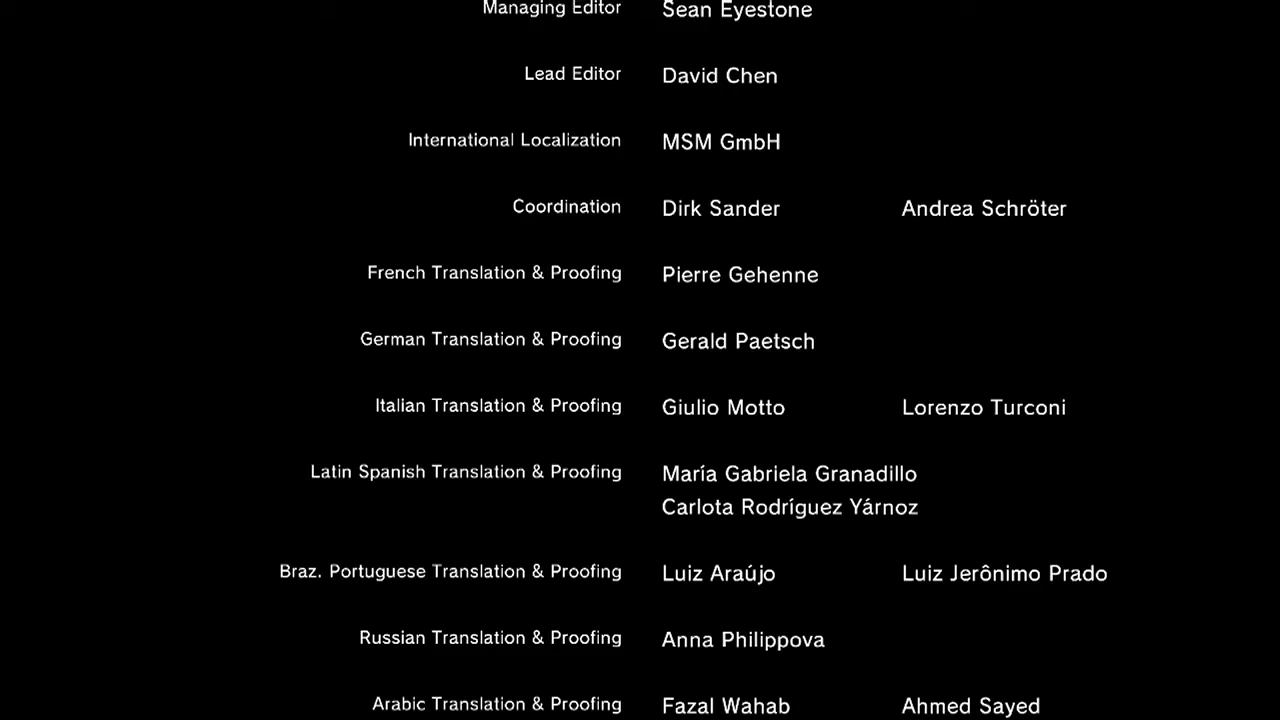 Managing Editor Sean Eyestone
Lead Editor David Chen
International Localization MSM GmbH
Coordination Dirk Sander Andrea Schröter
French Translation & Proofing Pierre Gehenne
German Translation & Proofing Gerald Paetsch
Italian Translation & Proofing Giulio Motto Lorenzo Turconi
Latin Spanish Translation & Proofing María Gabriela Granadillo
Carlota Rodríguez Yárnoz
Braz. Portuguese Translation & Proofing Luiz Araújo Luiz Jerônimo Prado
Russian Translation & Proofing Anna Philippova
Arabic Translation & Proofing Fazal Wahab Ahmed Sayed